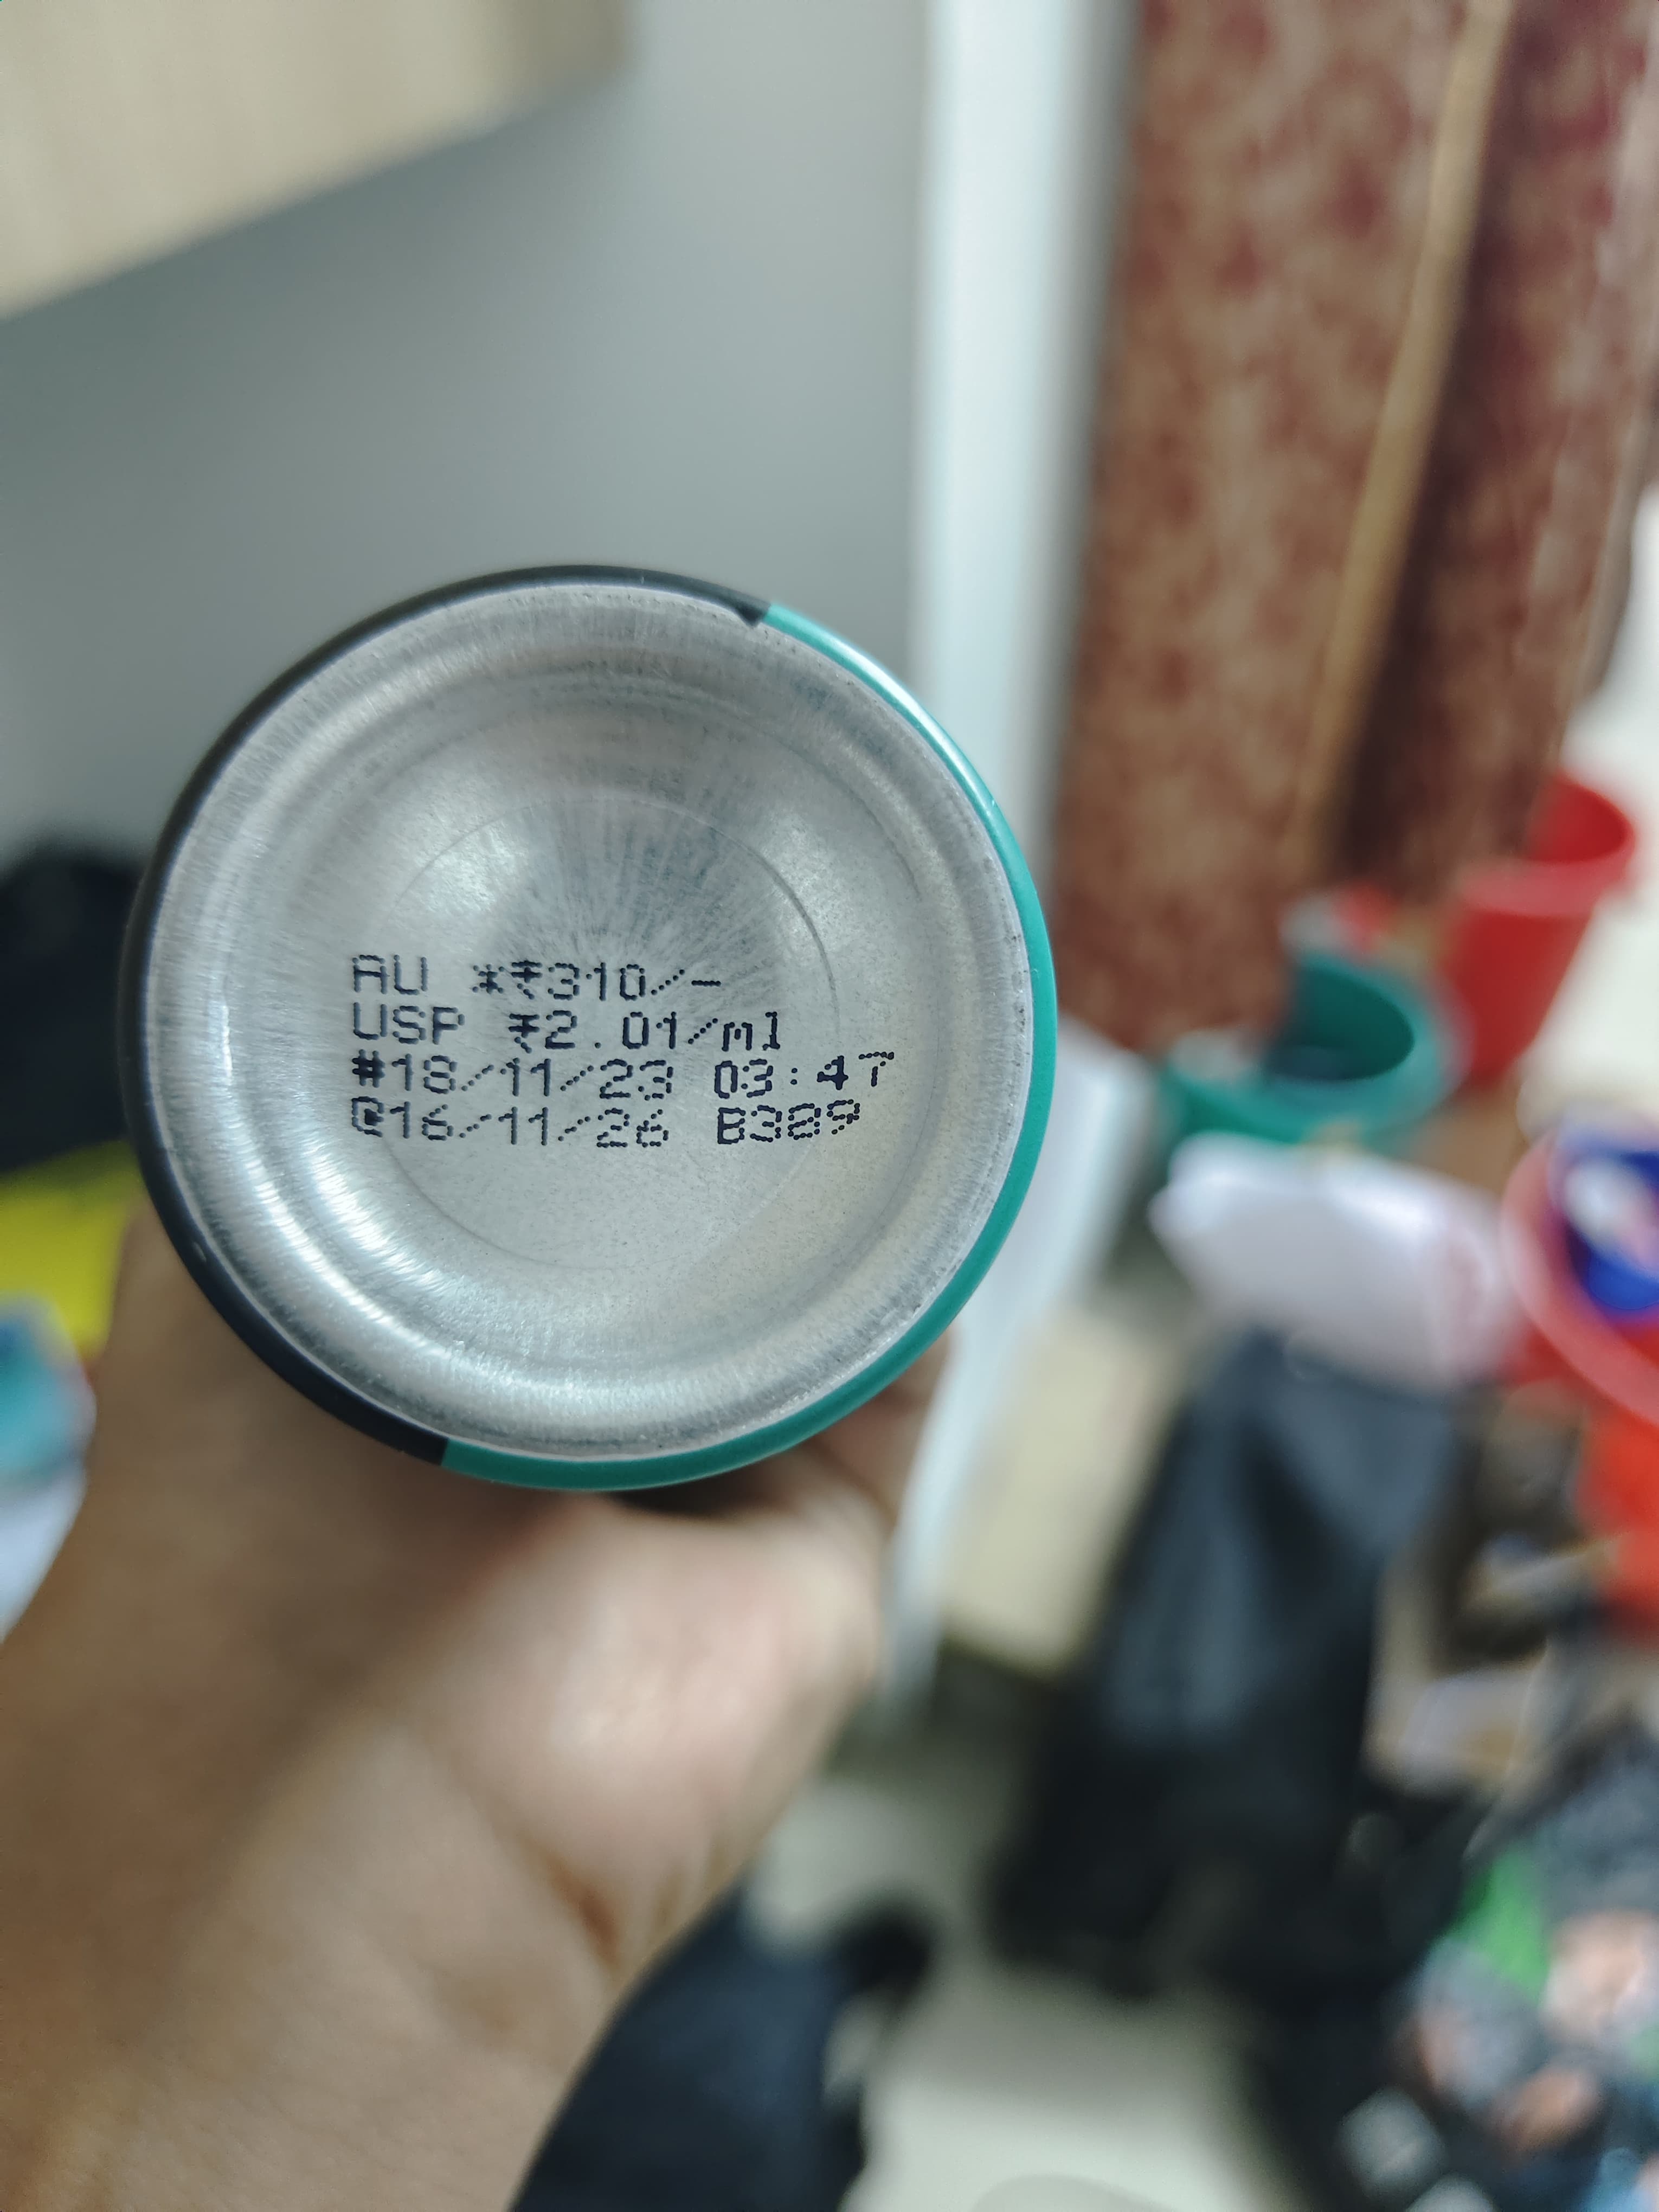 AU *₹310/-
USP ₹2.01/ml
#18/11/23 03:47
@16/11/26 B389